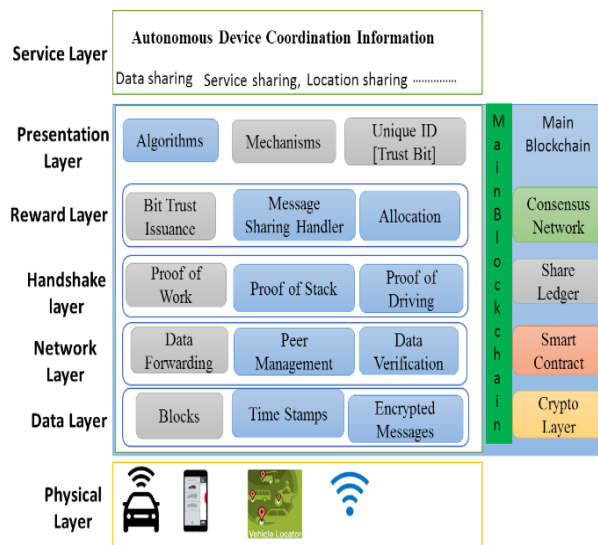 Service Layer
Autonomous Device Coordination Information
Data sharing Service sharing, Location sharing ..............
Presentation
Layer
Algorithms
Mechanisms
Unique ID
[Trust Bit]
Reward Layer
Bit Trust
Issuance
Message
Sharing Handler
Allocation
Handshake
layer
Proof of
Work
Proof of Stack
Proof of
Driving
Network
Layer
Data
Forwarding
Peer
Management
Data
Verification
Data Layer
Blocks
Time Stamps
Encrypted
Messages
Physical
Layer
Vehicle Locator
MainBlockchain
Main
Blockchain
Consensus
Network
Share
Ledger
Smart
Contract
Crypto
Layer